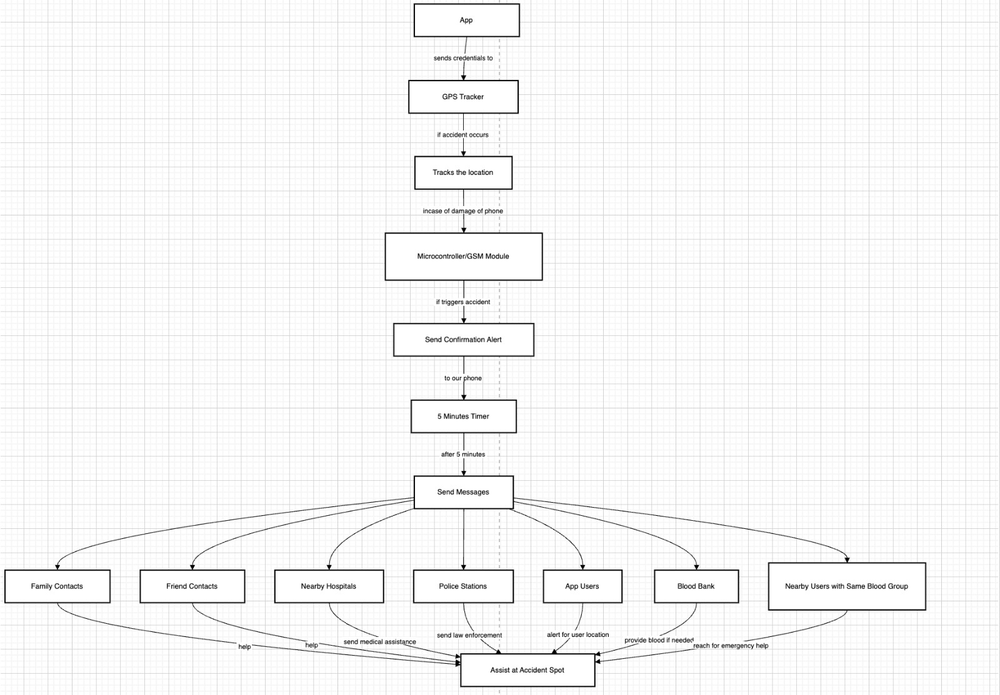 App
sends credentials to
GPS Tracker
if accident occurs
Tracks the location
incase of damage of phone
Microcontroller/GSM Module
if triggers accident
Send Confirmation Alert
to our phone
5 Minutes Timer
after 5 minutes
Send Messages
Family Contacts
Friend Contacts
Nearby Hospitals
Police Stations
App Users
Blood Bank
Nearby Users with Same Blood Group
help
help
send medical assistance
send law enforcement
alert for user location
provide blood if needed
reach for emergency help
Assist at Accident Spot